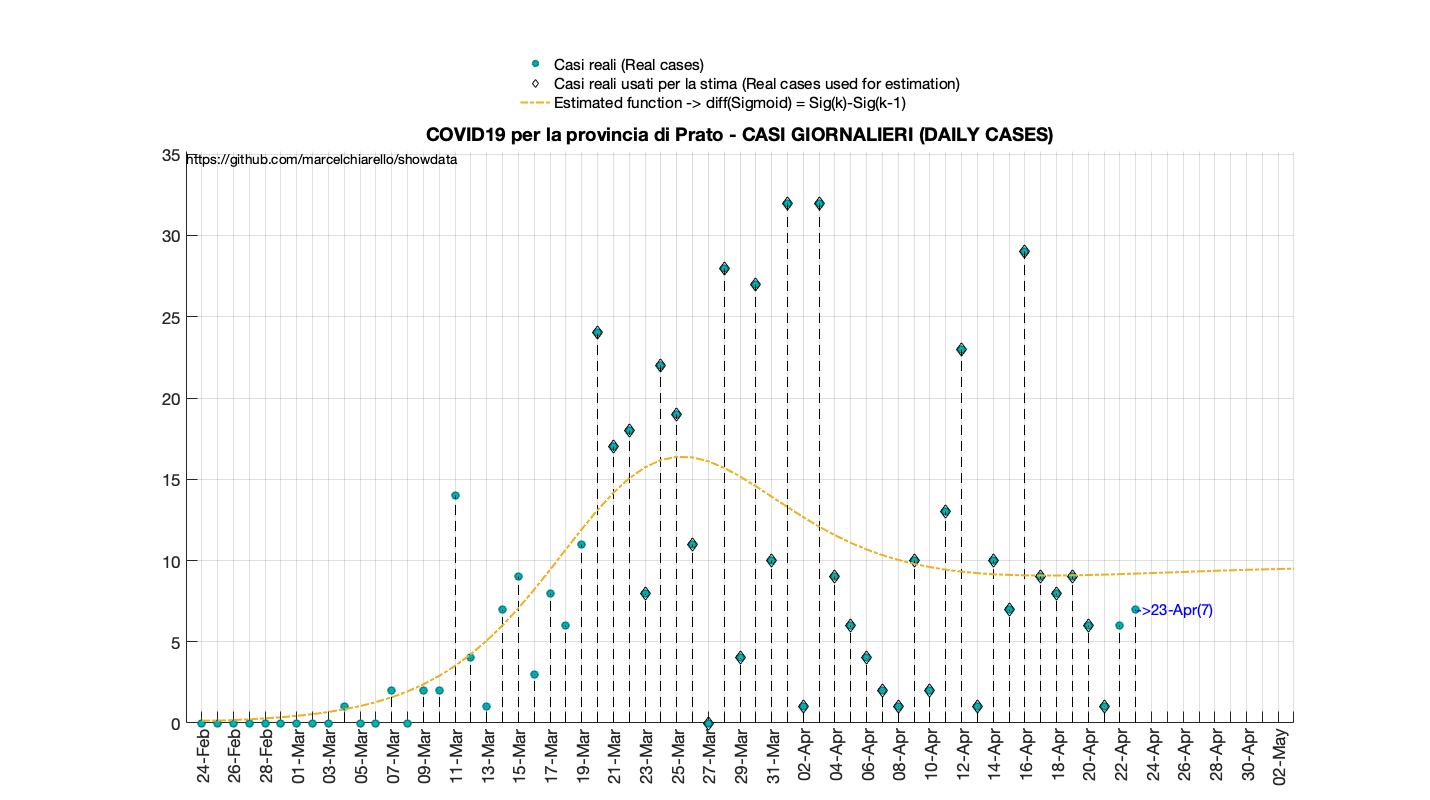 Casi reali (Real cases)
Casi reali usati per la stima (Real cases used for estimation)
Estimated function -> diff(Sigmoid) = Sig(k)-Sig(k-1)
COVID19 per la provincia di Prato - CASI GIORNALIERI (DAILY CASES)
https://github.com/marcelchiarello/showdata
35
30
25
20
15
10
5
0
->23-Apr(7)
24-Feb
26-Feb
28-Feb
01-Mar
03-Mar
05-Mar
07-Mar
09-Mar
11-Mar
13-Mar
15-Mar
17-Mar
19-Mar
21-Mar
23-Mar
25-Mar
27-Mar
29-Mar
31-Mar
02-Apr
04-Apr
06-Apr
08-Apr
10-Apr
12-Apr
14-Apr
16-Apr
18-Apr
20-Apr
22-Apr
24-Apr
26-Apr
28-Apr
30-Apr
02-May